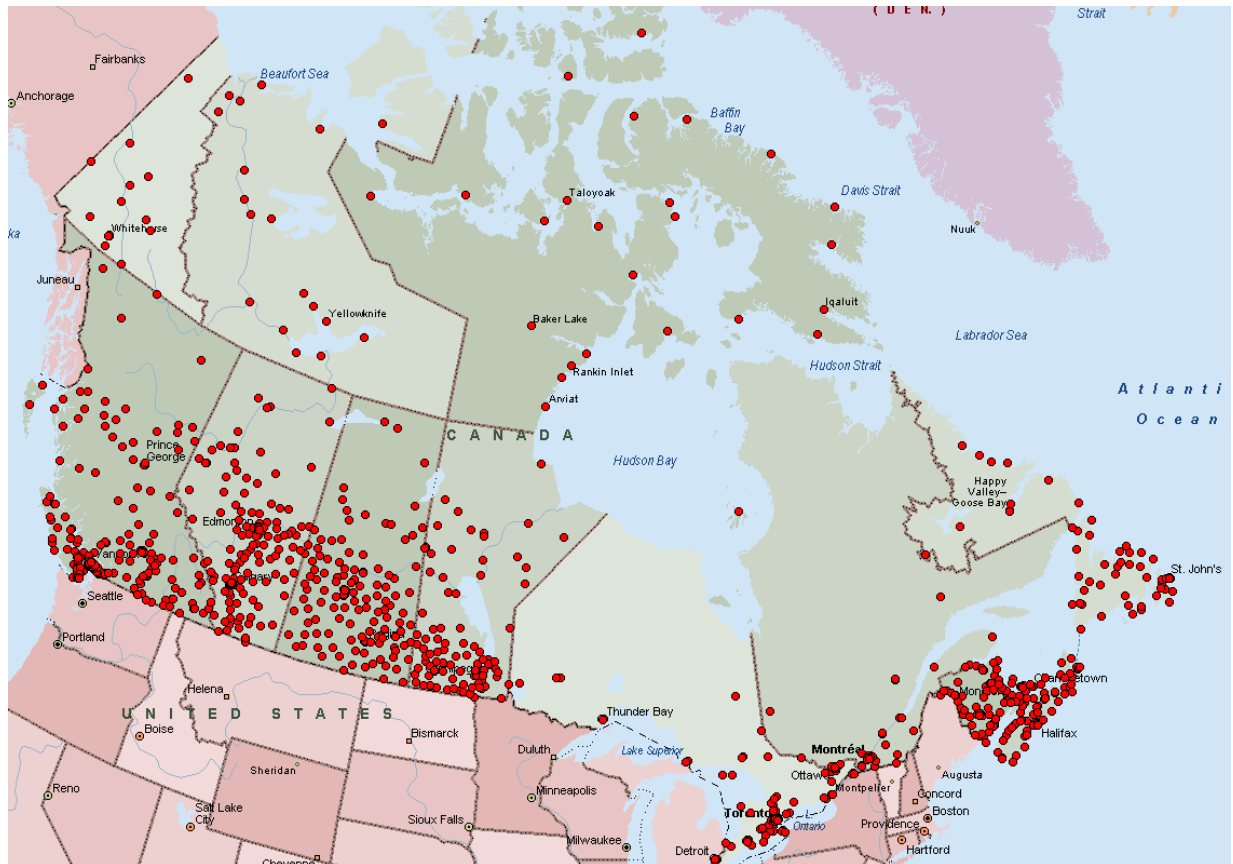 ( D E N. )
Strait
Fairbanks
Beaufort Sea
Anchorage
Baffin
Bay
Davis Strait
Taloyoak
Nuuk
ka
Whitehorse
Juneau
Iqaluit
Yellowknife
Baker Lake
Labrador Sea
Hudson Strait
Rankin Inlet
Atlanti
Ocean
Arviat
CANADA
Prince
George
Hudson Bay
Happy
Valley–
Goose Bay
Edmonton
St. John's
Seattle
Portland
Helena
UNITED STATES
Thunder Bay
Halifax
Boise
Bismarck
Duluth
Lake Superior
Montréal
Ottawa
Sheridan
Augusta
Montpelier
Concord
Reno
Salt Lake
City
Minneapolis
Sioux Falls
Toronto
Ontario
Boston
Providence
Milwaukee
Detroit
Hartford
Cheyenne